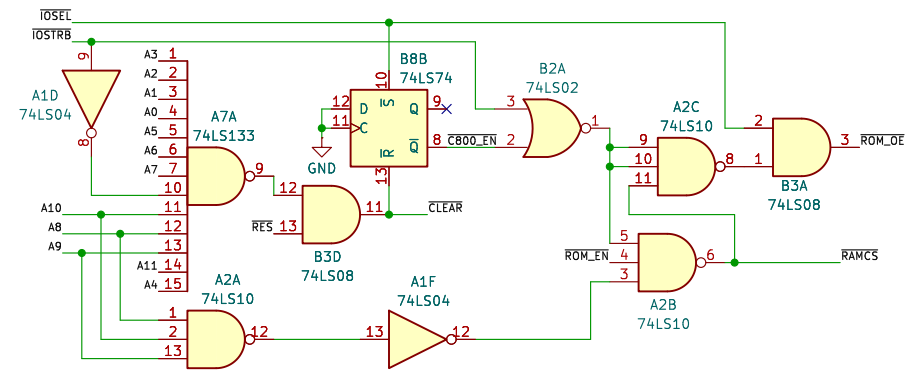 IOSEL
IOSTRB
9
A1D
74LS04
8
A3 1
A2 2
A1 3
A0 4
A5 5
A6 6
A7 7
10
A10 11
A8 12
A9 13
A11 14
A4 15
A7A
74LS133
9
12
RES 13
11
B3D
74LS08
CLEAR
B8B
74LS74
10
12 D
11 C
S
R
Q 9
Q 8
13
GND
C800_EN
B2A
74LS02
3
2
1
A2C
74LS10
9
10
11
8
2
1
3
B3A
74LS08
ROM_OE
5
ROM_EN 4
3
6
A2B
74LS10
RAMCS
A2A
74LS10
1
2
13
12
A1F
74LS04
13
12